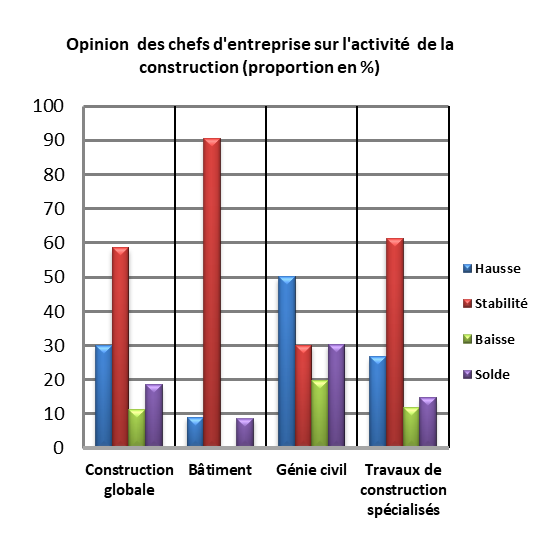 Opinion des chefs d'entreprise sur l'activité de la
construction (proportion en %)
100
90
80
70
60
50
40
30
20
10
0
Construction
globale
Bâtiment
Génie civil
Travaux de
construction
spécialisés
Hausse
Stabilité
Baisse
Solde